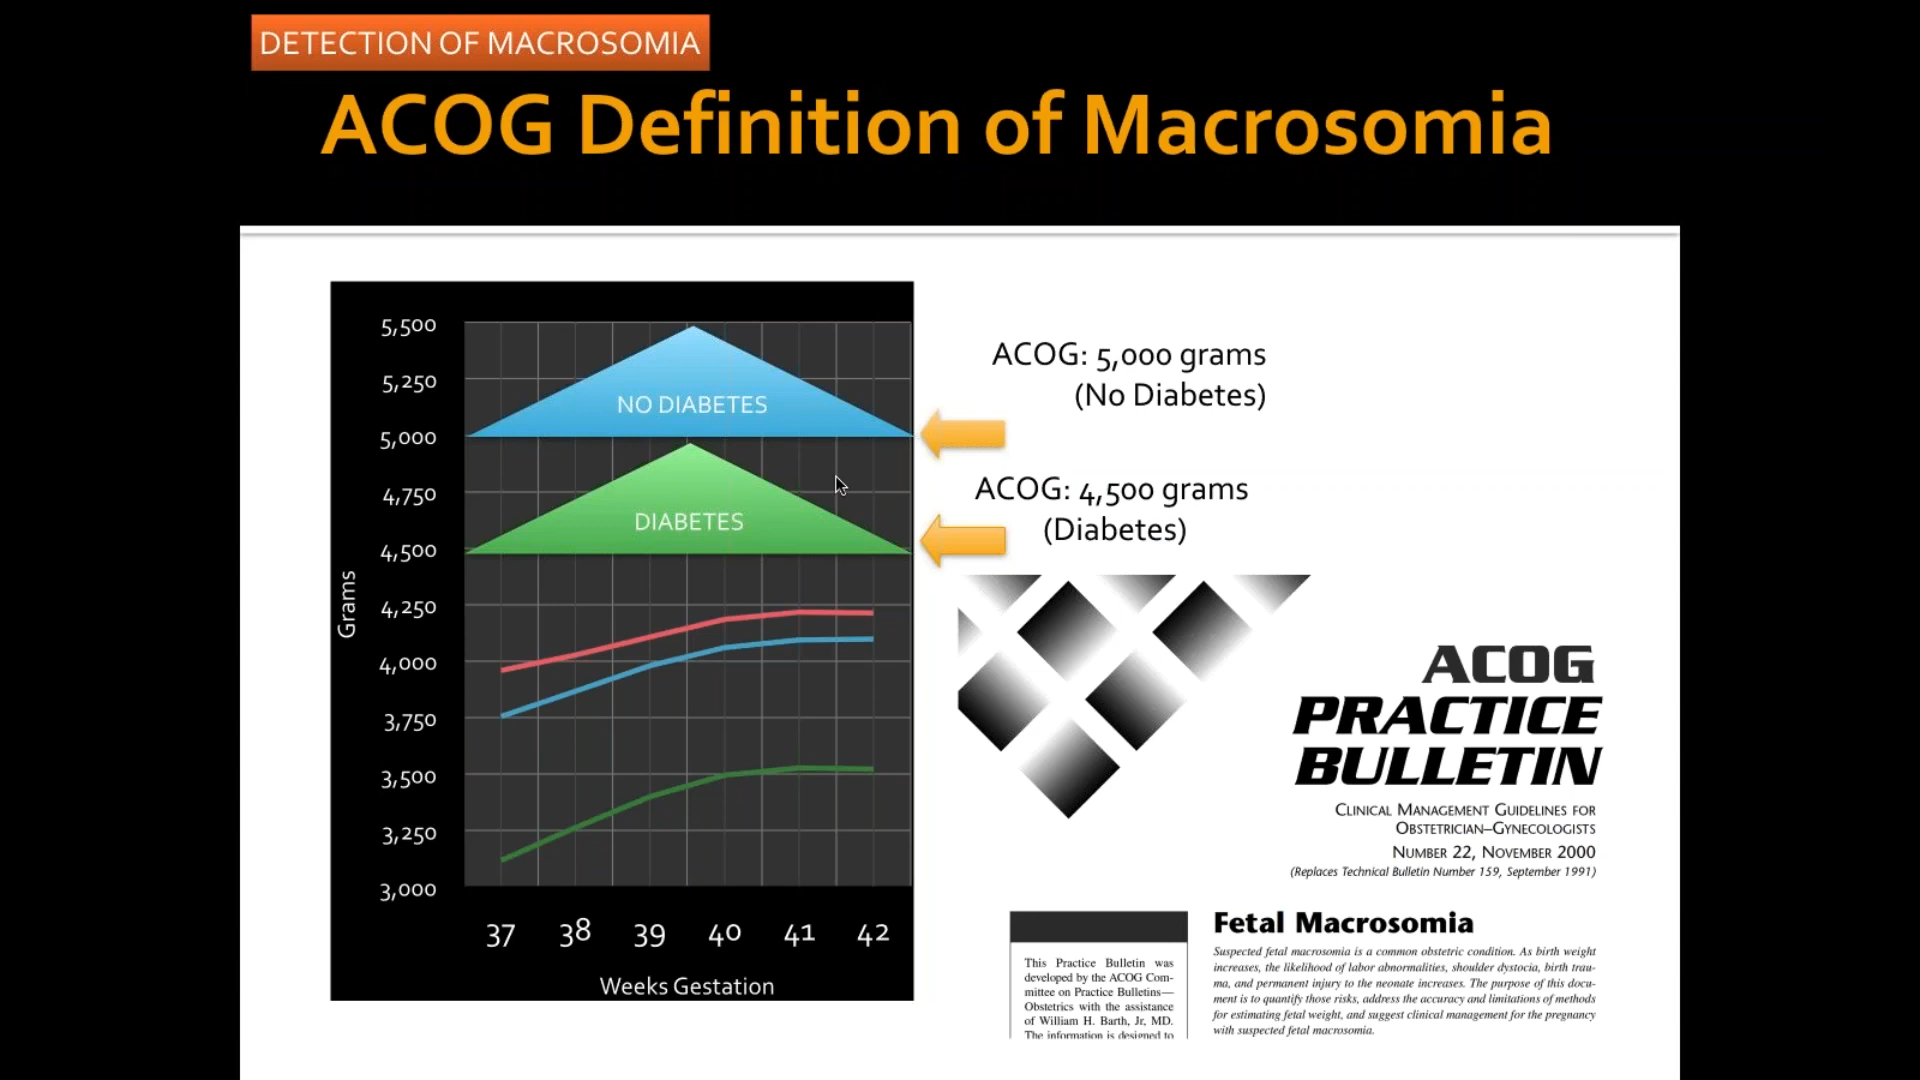 DETECTION OF MACROSOMIA
ACOG Definition of Macrosomia
5,500
5,250
5,000
4,750
4,500
4,250
4,000
3,750
3,500
3,250
3,000
Grams
NO DIABETES
DIABETES
37 38 39 40 41 42
Weeks Gestation
ACOG: 5,000 grams
(No Diabetes)
ACOG: 4,500 grams
(Diabetes)
ACOG
PRACTICE
BULLETIN
CLINICAL MANAGEMENT GUIDELINES FOR
OBSTETRICIAN–GYNECOLOGISTS
NUMBER 22, NOVEMBER 2000
(Replaces Technical Bulletin Number 159, September 1991)
This Practice Bulletin was
developed by the ACOG Com-
mittee on Practice Bulletins—
Obstetrics with the assistance
of William H. Barth, Jr, MD.
The information is designed to
Fetal Macrosomia
Suspected fetal macrosomia is a common obstetric condition. As birth weight
increases, the likelihood of labor abnormalities, shoulder dystocia, birth trau-
ma, and permanent injury to the neonate increases. The purpose of this docu-
ment is to quantify those risks, address the accuracy and limitations of methods
for estimating fetal weight, and suggest clinical management for the pregnancy
with suspected fetal macrosomia.